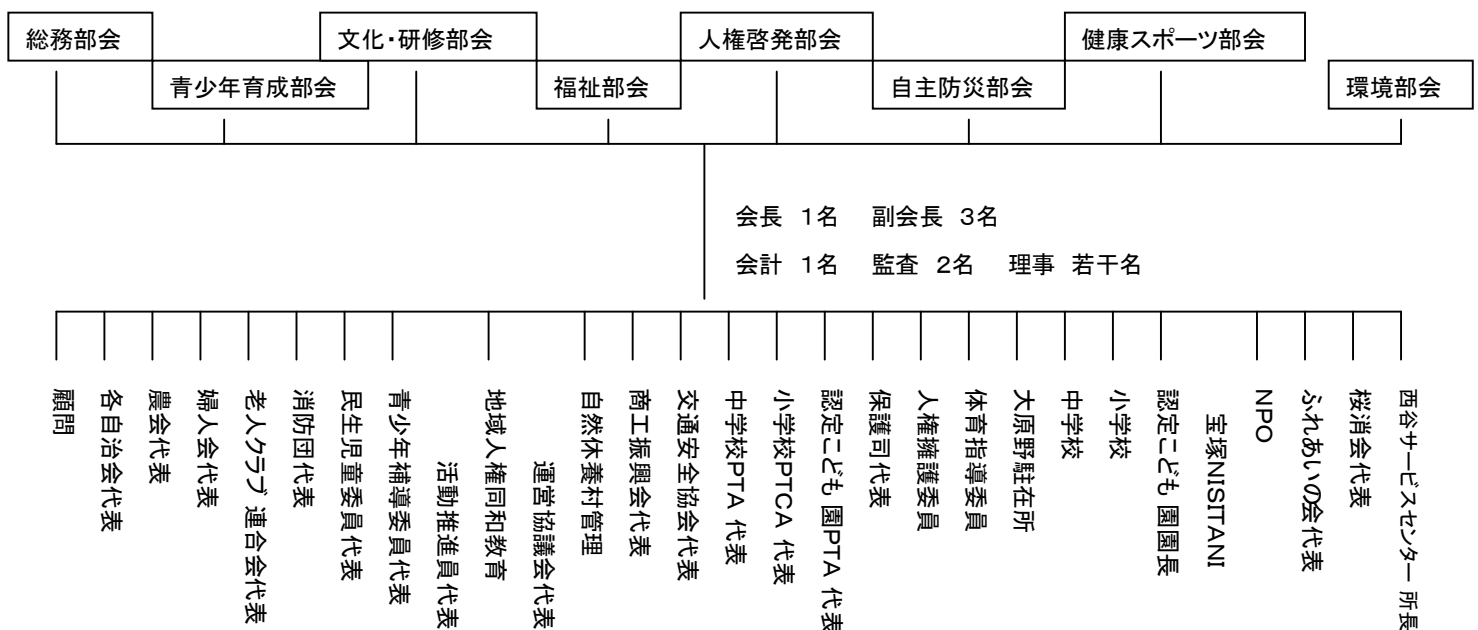 総務部会
文化・研修部会
人権啓発部会
健康スポーツ部会
青少年育成部会
福祉部会
自主防災部会
環境部会
会長 1名 副会長 3名
会計 1名 監査 2名 理事 若干名
顧問
各自治会代表
農会代表
婦人会代表
老人クラブ連合会代表
消防団代表
民生児童委員代表
青少年補導委員代表
地域人権同和教育
活動推進員代表
自然休養村管理
運営協議会代表
商工振興会代表
交通安全協会代表
中学校PTA代表
小学校PTCA代表
認定こども園PTA代表
保護司代表
人権擁護委員
体育指導委員
大原野駐在所
中学校
小学校
認定こども園園長
NPO
宝塚NISITANI
ふれあいの会代表
桜消会代表
西谷サービスセンター所長